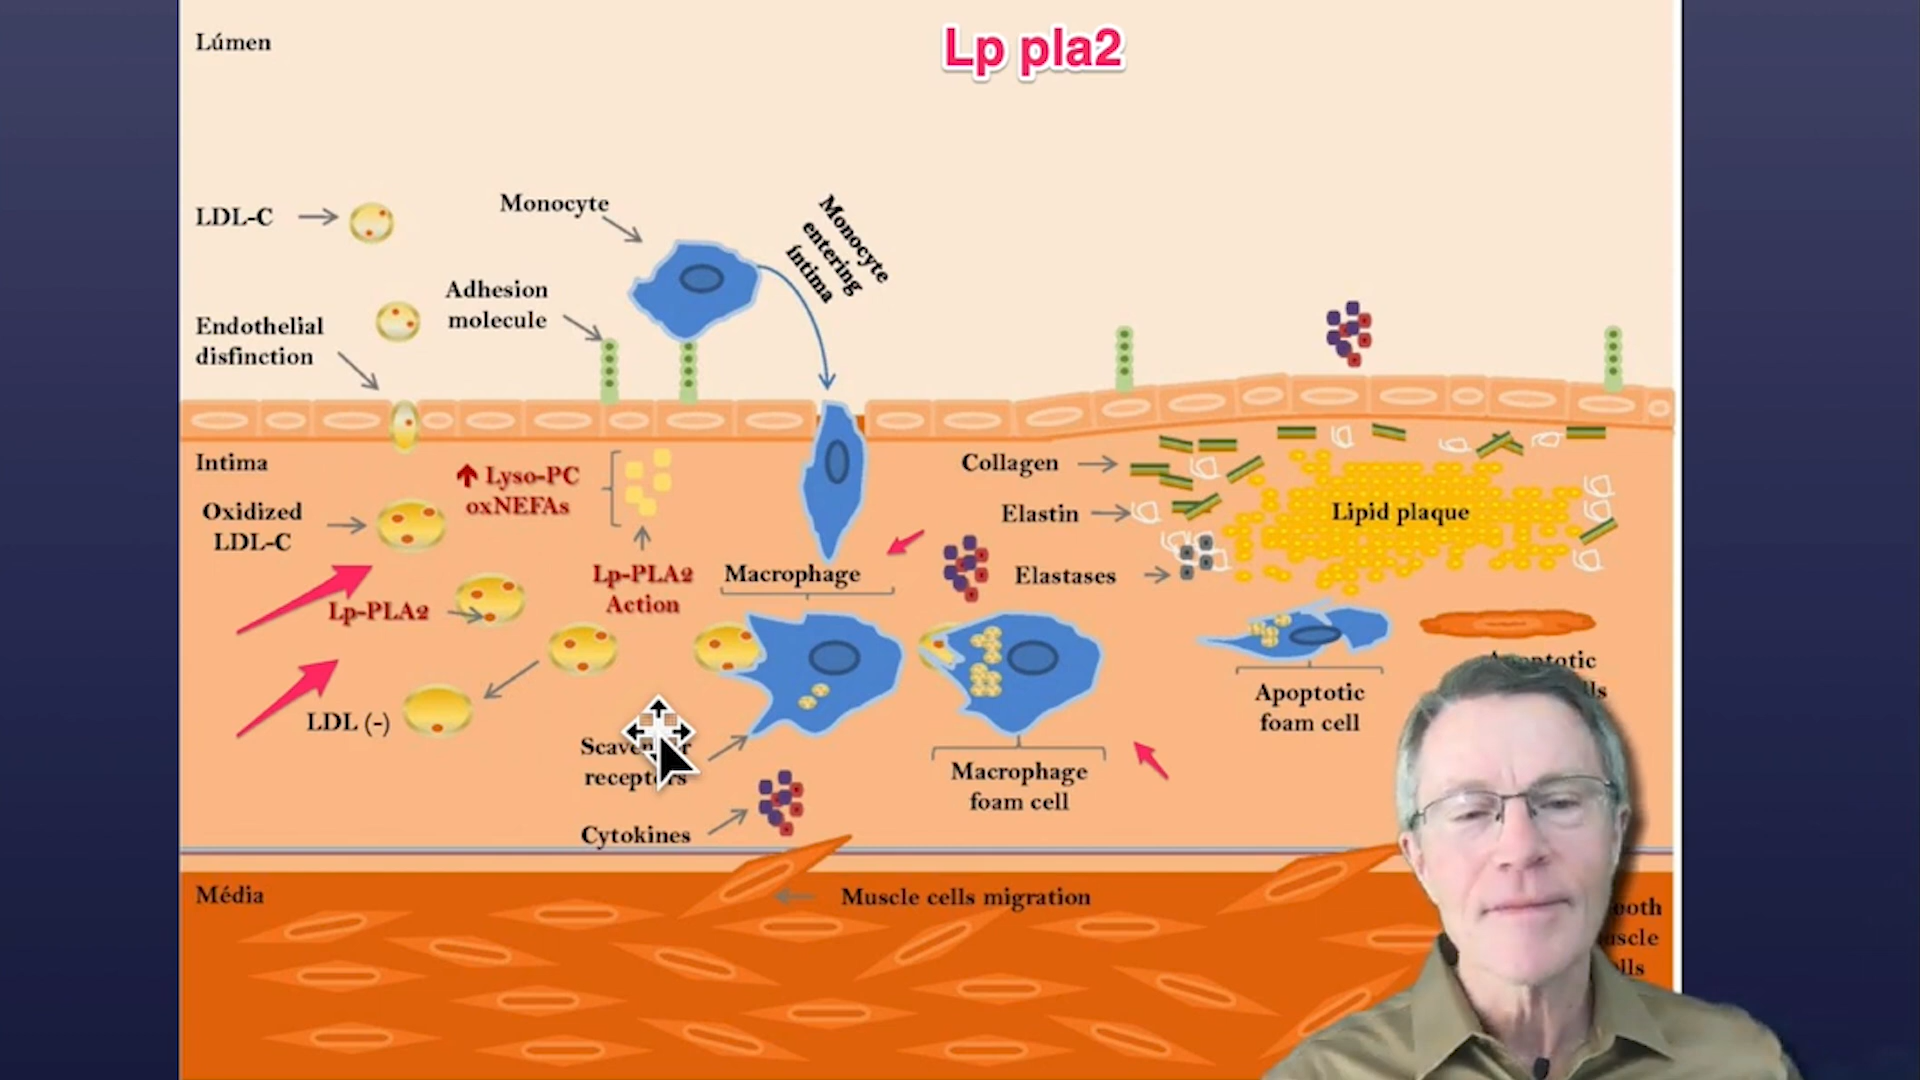 Lúmen
Lp pla2
LDL-C
Monocyte
Monocyte
entering
íntima
Adhesion
molecule
Endothelial
disfinction
Intima
Lyso-PC
oxNEFAs
Collagen
Elastin
Lipid plaque
Oxidized
LDL-C
Lp-PLA2
Action
Macrophage
Elastases
Lp-PLA2
LDL (-)
receptors
Macrophage
foam cell
Apoptotic
foam cell
Cytokines
Média
Muscle cells migration